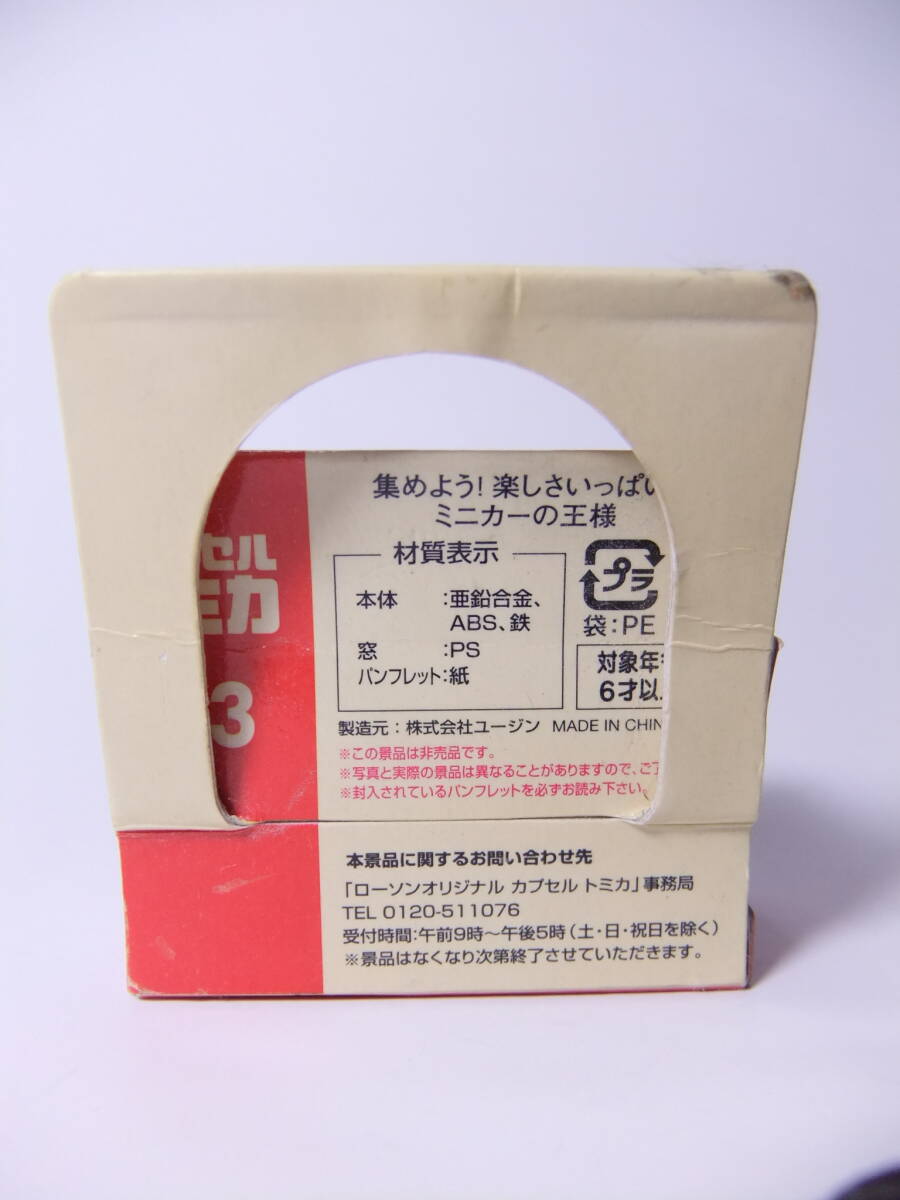 セル
ミカ
3
集めよう! 楽しさいっぱい
ミニカーの王様
材質表示
本体 :亜鉛合金、
ABS、鉄
窓 :PS
パンフレット:紙
プラ
袋:PE
対象年
6才以
製造元:株式会社ユージン MADE IN CHIN
※この景品は非売品です。
※写真と実際の景品は異なることがありますので、ご
※封入されているパンフレットを必ずお読み下さい。
本景品に関するお問い合わせ先
「ローソンオリジナル カプセル トミカ」事務局
TEL 0120-511076
受付時間:午前9時〜午後5時(土・日・祝日を除く)
※景品はなくなり次第終了させていただきます。